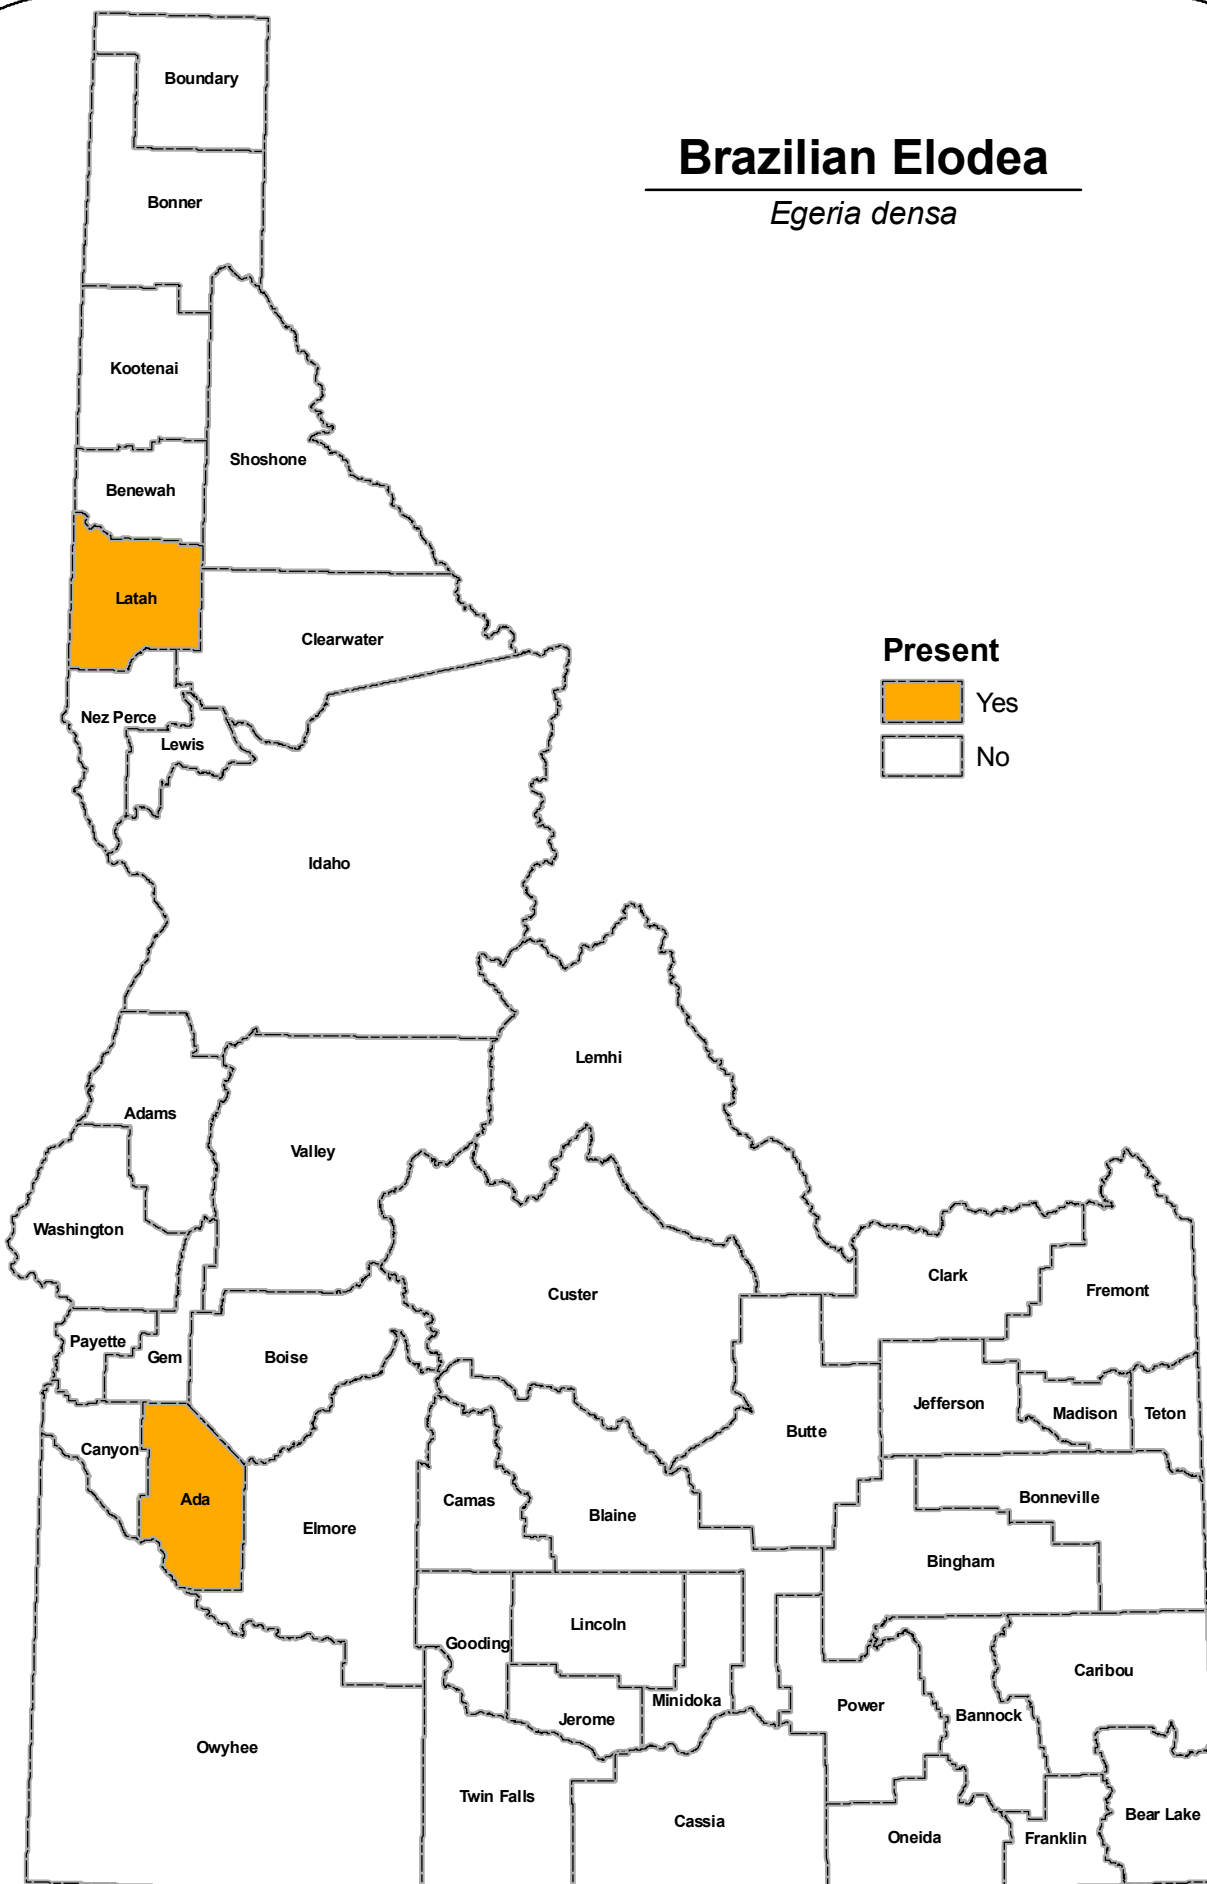 Boundary
Brazilian Elodea
Egeria densa
Bonner
Kootenai
Shoshone
Benewah
Latah
Clearwater
Present
Yes
No
Nez Perce
Lewis
Idaho
Lemhi
Adams
Valley
Washington
Clark
Fremont
Custer
Payette
Gem
Boise
Jefferson
Madison
Teton
Butte
Canyon
Ada
Camas
Bonneville
Blaine
Elmore
Bingham
Lincoln
Gooding
Caribou
Minidoka
Power
Bannock
Jerome
Owyhee
Twin Falls
Bear Lake
Cassia
Oneida
Franklin